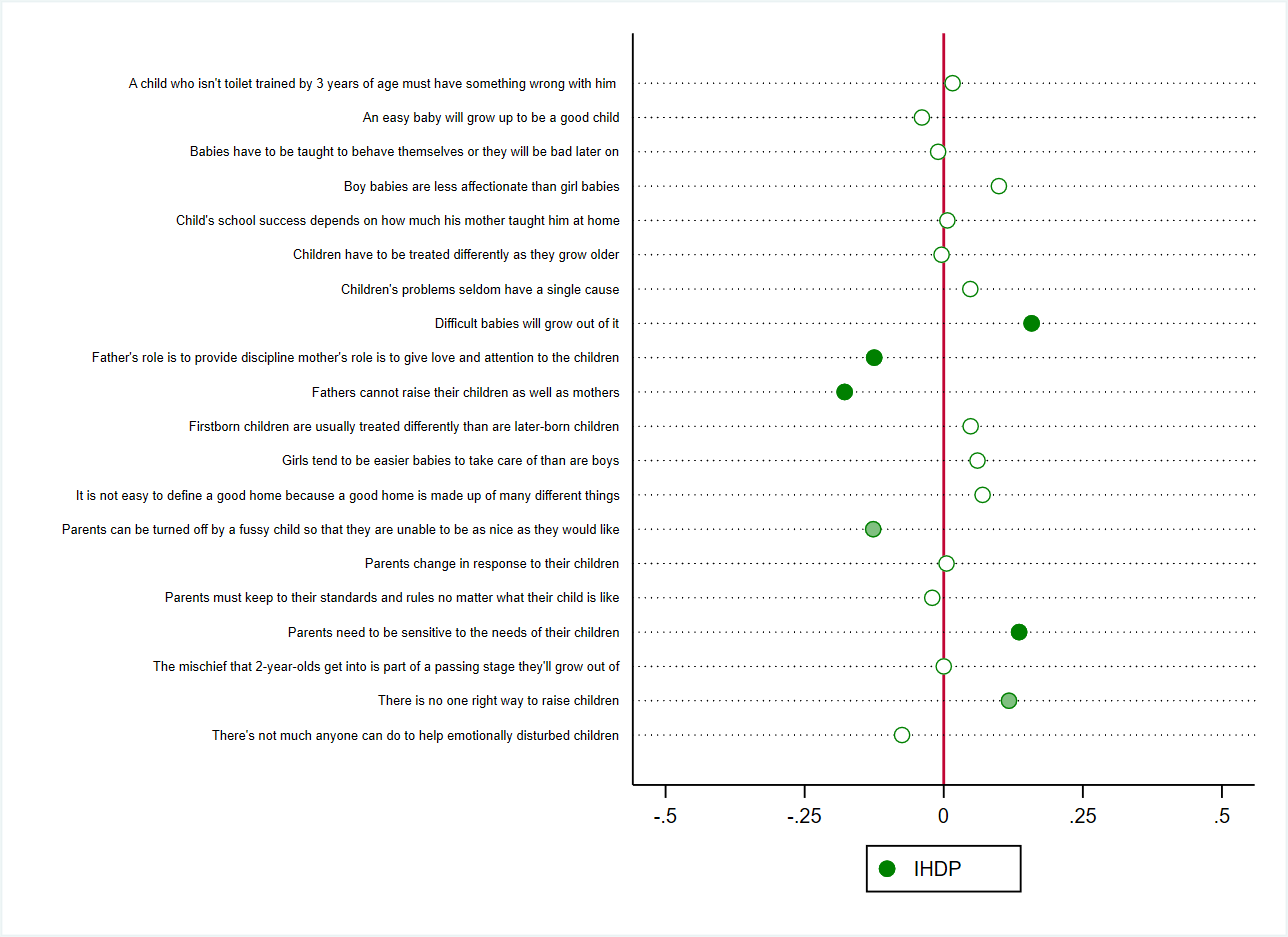 A child who isn't toilet trained by 3 years of age must have something wrong with him
An easy baby will grow up to be a good child
Babies have to be taught to behave themselves or they will be bad later on
Boy babies are less affectionate than girl babies
Child's school success depends on how much his mother taught him at home
Children have to be treated differently as they grow older
Children's problems seldom have a single cause
Difficult babies will grow out of it
Father's role is to provide discipline mother's role is to give love and attention to the children
Fathers cannot raise their children as well as mothers
Firstborn children are usually treated differently than are later-born children
Girls tend to be easier babies to take care of than are boys
It is not easy to define a good home because a good home is made up of many different things
Parents can be turned off by a fussy child so that they are unable to be as nice as they would like
Parents change in response to their children
Parents must keep to their standards and rules no matter what their child is like
Parents need to be sensitive to the needs of their children
The mischief that 2-year-olds get into is part of a passing stage they'll grow out of
There is no one right way to raise children
There's not much anyone can do to help emotionally disturbed children
-.5 -.25 0 .25 .5
IHDP